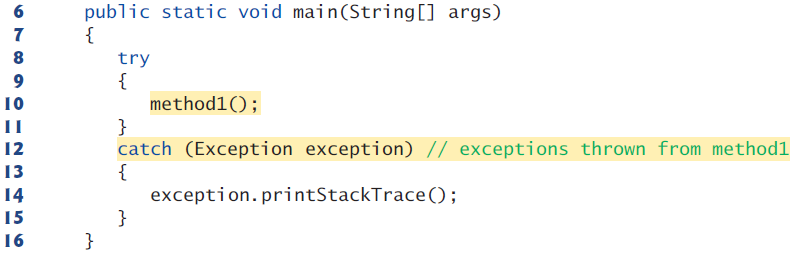 6 public static void main(String[] args)
7 {
8 try
9 {
10 method1();
11 }
12 catch (Exception exception) // exceptions thrown from method1
13 {
14 exception.printStackTrace();
15 }
16 }